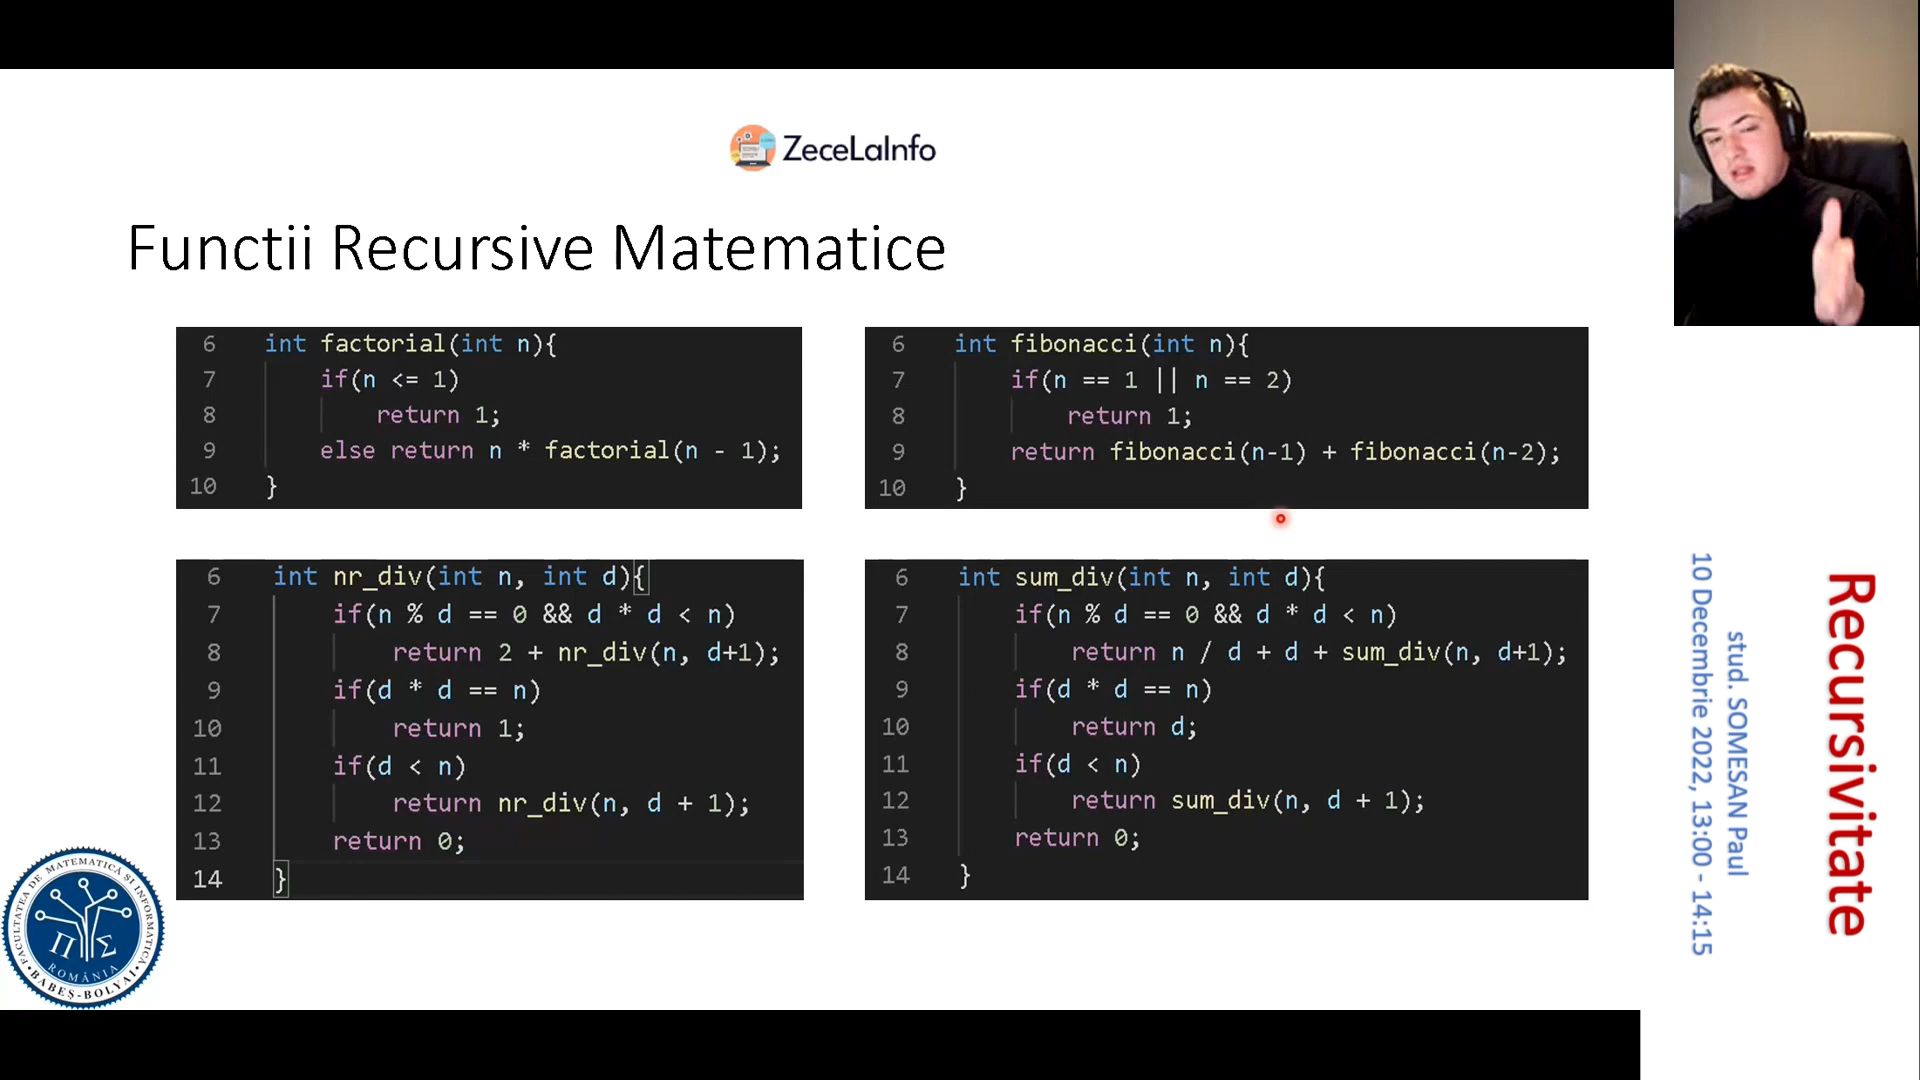 ZeceLaInfo
Functii Recursive Matematice
6 int factorial(int n){
7 if(n <= 1)
8 return 1;
9 else return n * factorial(n - 1);
10 }
6 int fibonacci(int n){
7 if(n == 1 || n == 2)
8 return 1;
9 return fibonacci(n-1) + fibonacci(n-2);
10 }
6 int nr_div(int n, int d){
7 if(n % d == 0 && d * d < n)
8 return 2 + nr_div(n, d+1);
9 if(d * d == n)
10 return 1;
11 if(d < n)
12 return nr_div(n, d + 1);
13 return 0;
14 }
6 int sum_div(int n, int d){
7 if(n % d == 0 && d * d < n)
8 return n / d + d + sum_div(n, d+1);
9 if(d * d == n)
10 return d;
11 if(d < n)
12 return sum_div(n, d + 1);
13 return 0;
14 }
Recursivitate
stud. SOMESAN Paul
10 Decembrie 2022, 13:00 - 14:15
FACULTATEA DE MATEMATICĂ ȘI INFORMATICĂ
Π Σ
ROMÂNIA
BABEȘ-BOLYAI